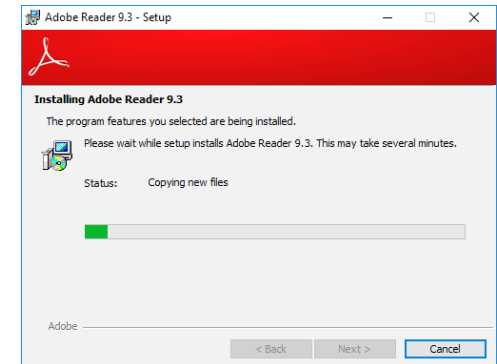 Adobe Reader 9.3 - Setup
Installing Adobe Reader 9.3
The program features you selected are being installed.
Please wait while setup installs Adobe Reader 9.3. This may take several minutes.
Status: Copying new files
Adobe
< Back Next > Cancel